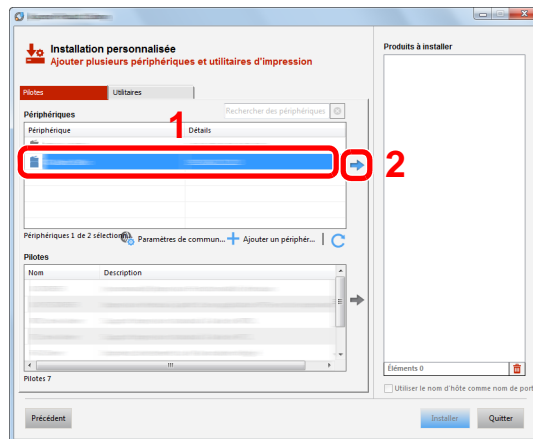 Installation personnalisée
Ajouter plusieurs périphériques et utilitaires d'impression
Produits à installer
Pilotes
Utilitaires
Périphériques
Rechercher des périphériques
1
Périphérique
Détails
2
Périphériques 1 de 2 sélectionn
Paramètres de commun...
Ajouter un périphér...
Pilotes
Nom
Description
Pilotes 7
Éléments 0
Utiliser le nom d'hôte comme nom de port
Précédent
Installer
Quitter